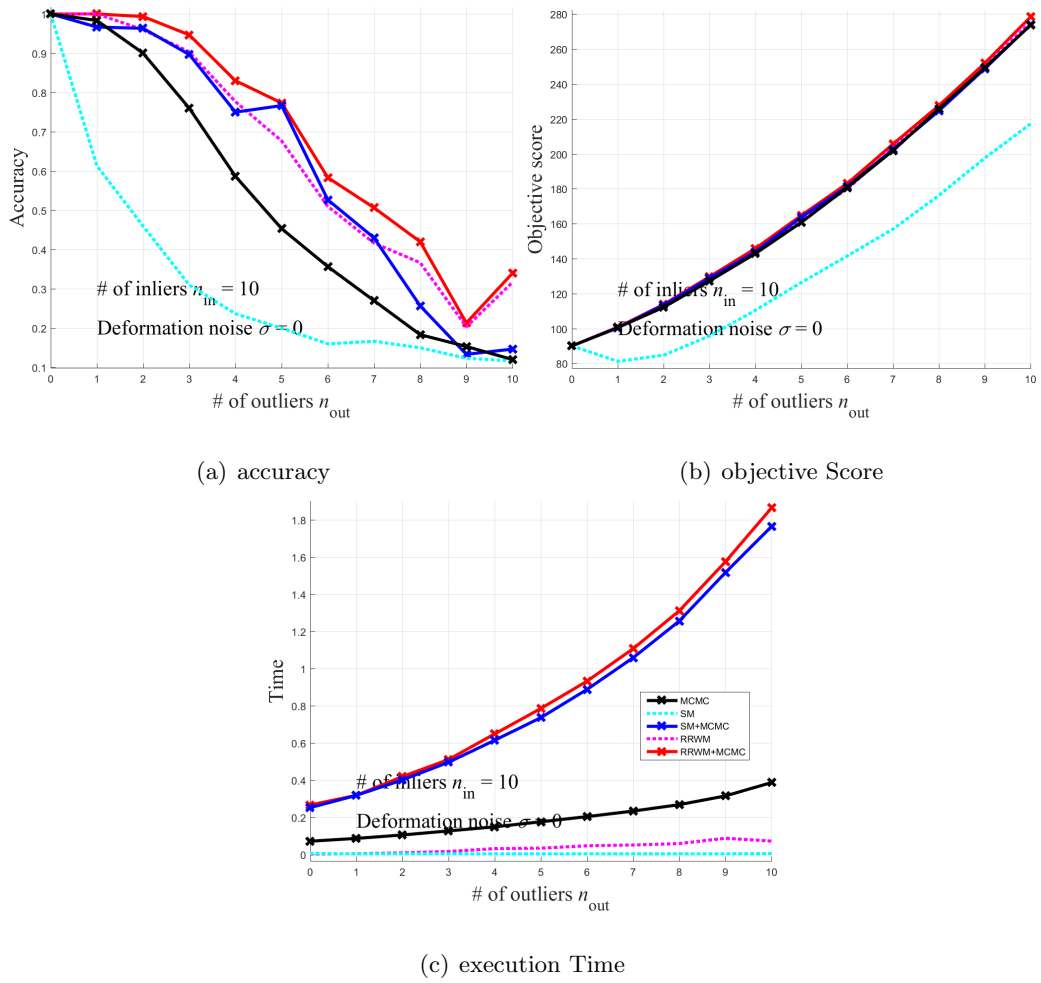 1
0.9
0.8
0.7
0.6
0.5
0.4
0.3
0.2
0.1
0 1 2 3 4 5 6 7 8 9 10
Accuracy
# of inliers n_in = 10
Deformation noise σ = 0
# of outliers n_out
(a) accuracy
280
260
240
220
200
180
160
140
120
100
80
0 1 2 3 4 5 6 7 8 9 10
Objective score
# of inliers n_in = 10
Deformation noise σ = 0
# of outliers n_out
(b) objective Score
1.8
1.6
1.4
1.2
1
0.8
0.6
0.4
0.2
0
0 1 2 3 4 5 6 7 8 9 10
Time
MCMC
SM
SM+MCMC
RRWM
RRWM+MCMC
# of inliers n_in = 10
Deformation noise σ = 0
# of outliers n_out
(c) execution Time